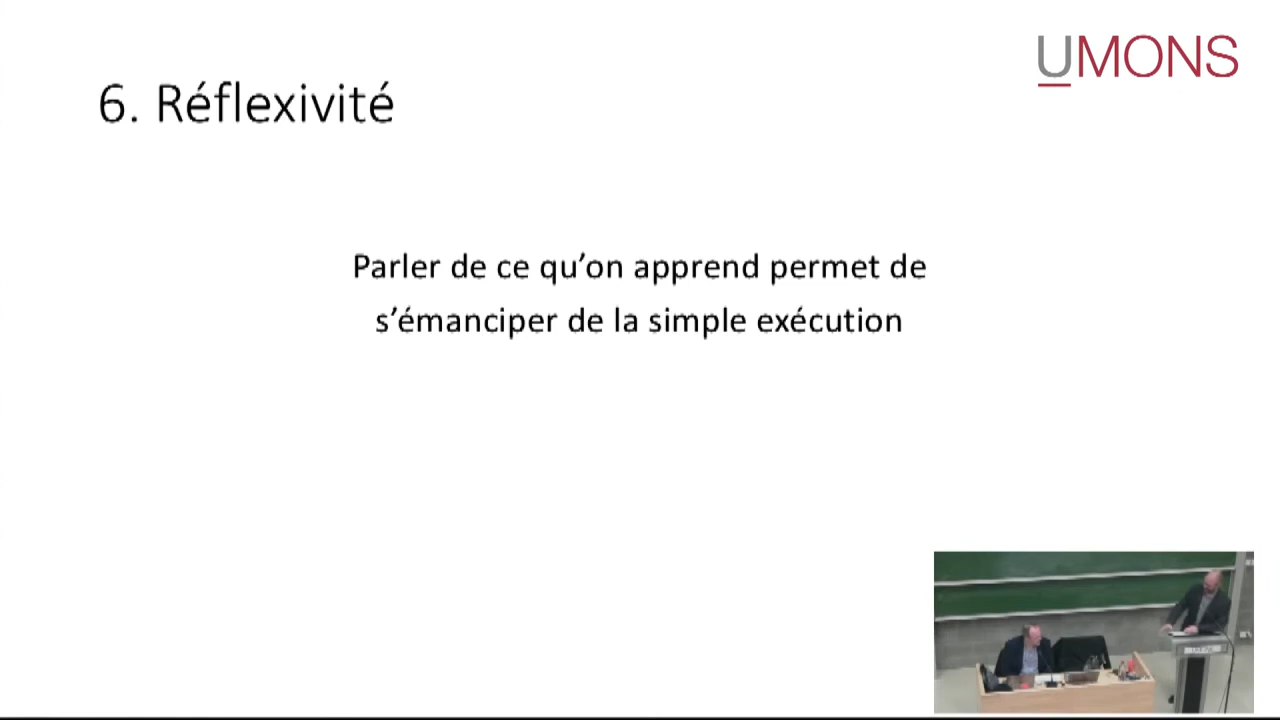 UMONS
6. Réflexivité
Parler de ce qu’on apprend permet de
s’émanciper de la simple exécution